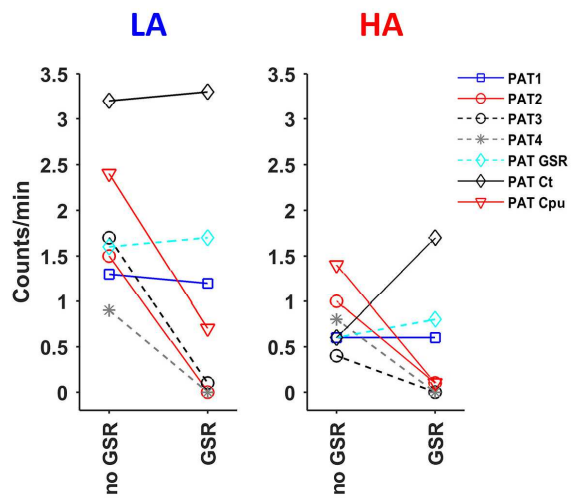 LA
HA
Counts/min
3.5
3
2.5
2
1.5
1
0.5
0
no GSR
GSR
3.5
3
2.5
2
1.5
1
0.5
0
no GSR
GSR
PAT1
PAT2
PAT3
PAT4
PAT GSR
PAT Ct
PAT Cpu